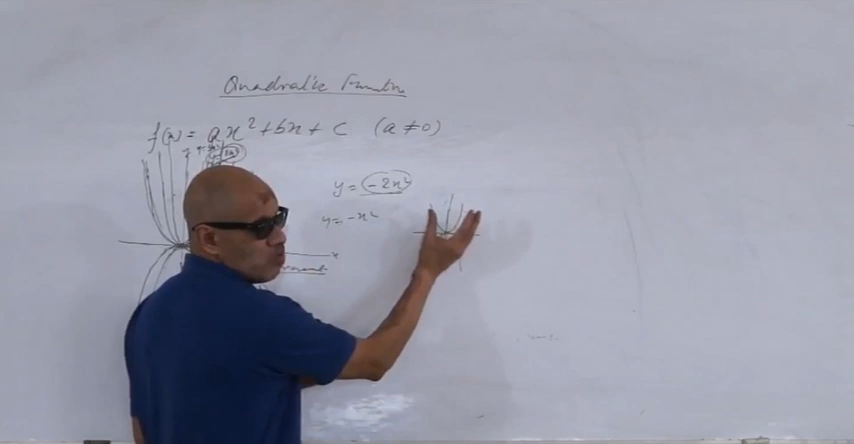 Quadratic Function
f(x) = ax² + bx + c (a ≠ 0)
y = -2x²
y = -x²
x